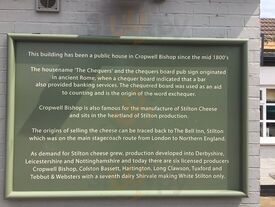 This building has been a public house in Cropwell Bishop since the mid 1800's
The housename 'The Chequers' and the chequers board pub sign originated
in ancient Rome, when a chequer board indicated that a bar
also provided banking services. The chequered board was used as an aid
to counting and is the origin of the word exchequer.
Cropwell Bishop is also famous for the manufacture of Stilton Cheese
and sits in the heartland of Stilton production.
The origins of selling the cheese can be traced back to The Bell Inn, Stilton
which was on the main stagecoach route from London to Northern England.
As demand for Stilton cheese grew, production developed into Derbyshire,
Leicestershire and Nottinghamshire and today there are six licensed producers
Cropwell Bishop, Colston Bassett, Hartington, Long Clawson, Tuxford and
Tebbut & Websters with a seventh dairy Shirvale making White Stilton only.